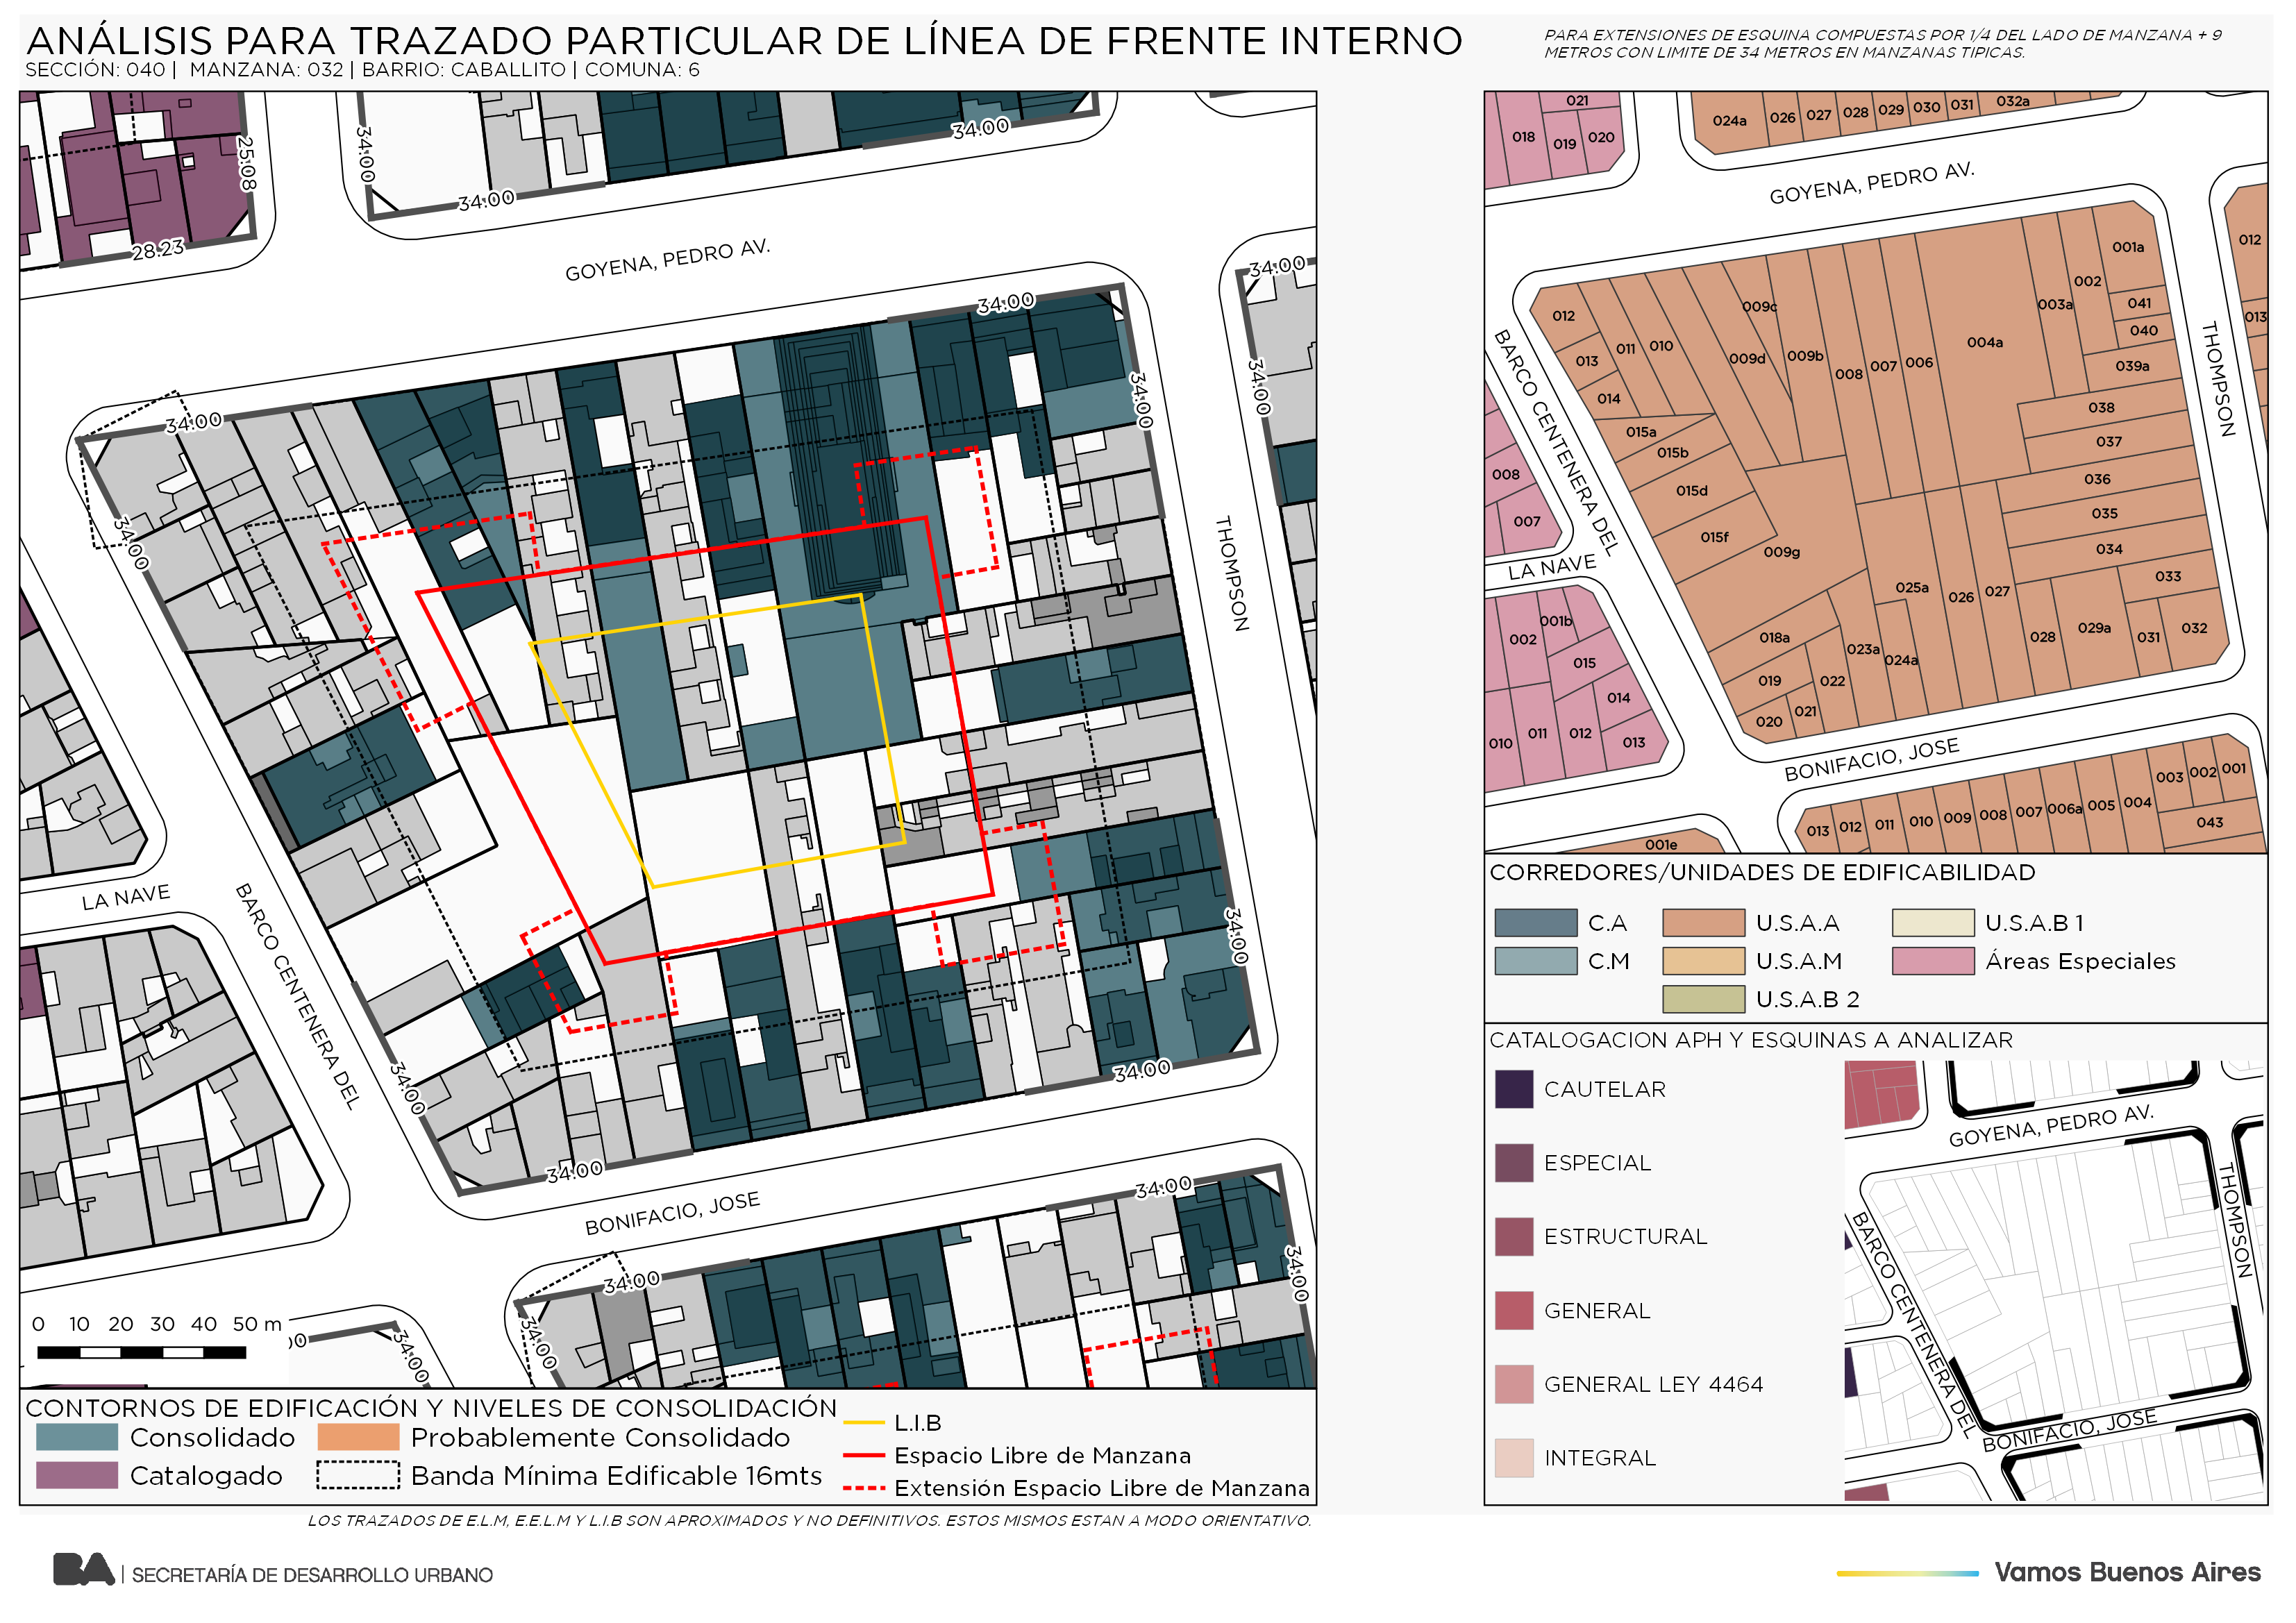 ANÁLISIS PARA TRAZADO PARTICULAR DE LÍNEA DE FRENTE INTERNO
SECCIÓN: 040 | MANZANA: 032 | BARRIO: CABALLITO | COMUNA: 6
PARA EXTENSIONES DE ESQUINA COMPUESTAS POR 1/4 DEL LADO DE MANZANA + 9
METROS CON LIMITE DE 34 METROS EN MANZANAS TIPICAS.
25.08
28.23
34.00
34.00
34.00
GOYENA, PEDRO AV.
34.00
34.00
34.00
34.00
34.00
34.00
THOMPSON
LA NAVE
BARCO CENTENERA DEL
34.00
34.00
34.00
34.00
BONIFACIO, JOSE
34.00
34.00
34.00
34.00
34.00
0 10 20 30 40 50 m
CONTORNOS DE EDIFICACIÓN Y NIVELES DE CONSOLIDACIÓN
Consolidado
Probablemente Consolidado
Catalogado
Banda Mínima Edificable 16mts
L.I.B
Espacio Libre de Manzana
Extensión Espacio Libre de Manzana
LOS TRAZADOS DE E.L.M, E.E.L.M Y L.I.B SON APROXIMADOS Y NO DEFINITIVOS. ESTOS MISMOS ESTAN A MODO ORIENTATIVO.
021
018
019
020
024a
026
027
028
029
030
031
032a
GOYENA, PEDRO AV.
012
013
012
013
014
011
010
009c
009d
009b
008
007
006
004a
003a
002
001a
041
040
039a
038
037
036
035
034
033
032
031
029a
028
027
026
025a
024a
023a
022
021
020
019
018a
009g
015f
015d
015b
015a
THOMPSON
BARCO CENTENERA DEL
008
007
LA NAVE
001b
002
015
014
013
012
011
010
BONIFACIO, JOSE
013
012
011
010
009
008
007
006a
005
004
003
002
001
043
001e
CORREDORES/UNIDADES DE EDIFICABILIDAD
C.A
U.S.A.A
U.S.A.B 1
C.M
U.S.A.M
Áreas Especiales
U.S.A.B 2
CATALOGACION APH Y ESQUINAS A ANALIZAR
CAUTELAR
ESPECIAL
ESTRUCTURAL
GENERAL
GENERAL LEY 4464
INTEGRAL
GOYENA, PEDRO AV.
THOMPSON
BARCO CENTENERA DEL
BONIFACIO, JOSE
BA | SECRETARÍA DE DESARROLLO URBANO
Vamos Buenos Aires